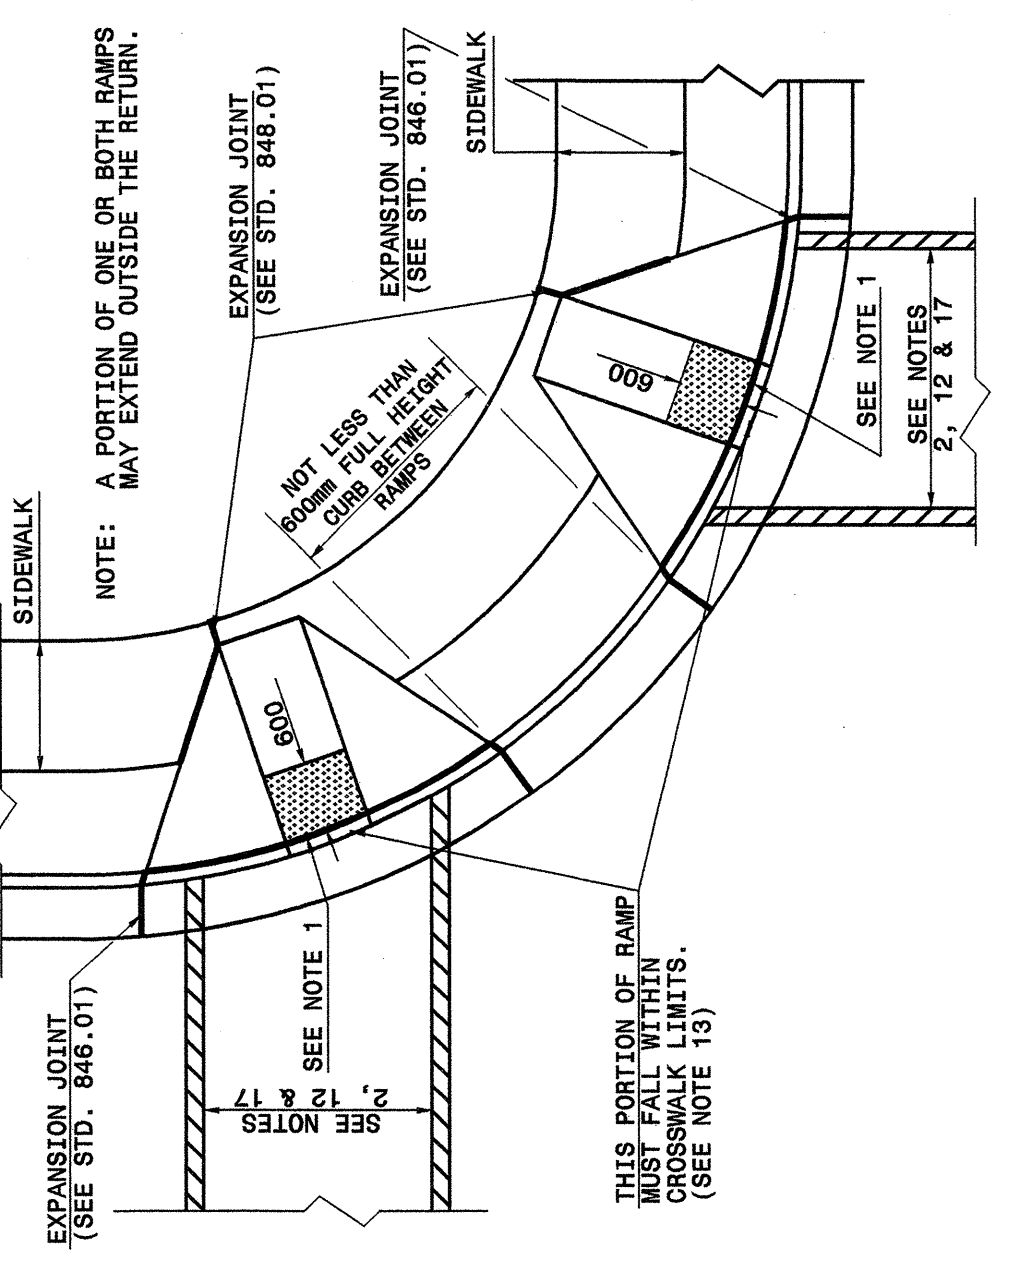 NOTE: A PORTION OF ONE OR BOTH RAMPS
MAY EXTEND OUTSIDE THE RETURN.
SIDEWALK
EXPANSION JOINT
(SEE STD. 848.01)
EXPANSION JOINT
(SEE STD. 846.01)
SIDEWALK
NOT LESS THAN
600mm FULL HEIGHT
CURB BETWEEN
RAMPS
600
600
SEE NOTE 1
SEE NOTES
2, 12 & 17
EXPANSION JOINT
(SEE STD. 846.01)
SEE NOTE 1
SEE NOTES
2, 12 & 17
THIS PORTION OF RAMP
MUST FALL WITHIN
CROSSWALK LIMITS.
(SEE NOTE 13)